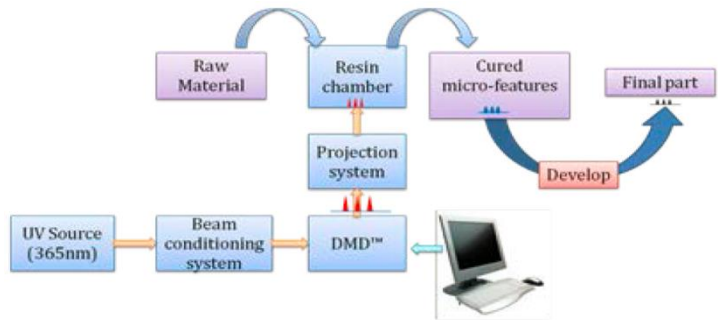 Raw
Material
Resin
chamber
Cured
micro-features
Final part
Projection
system
Develop
UV Source
(365nm)
Beam
conditioning
system
DMD™